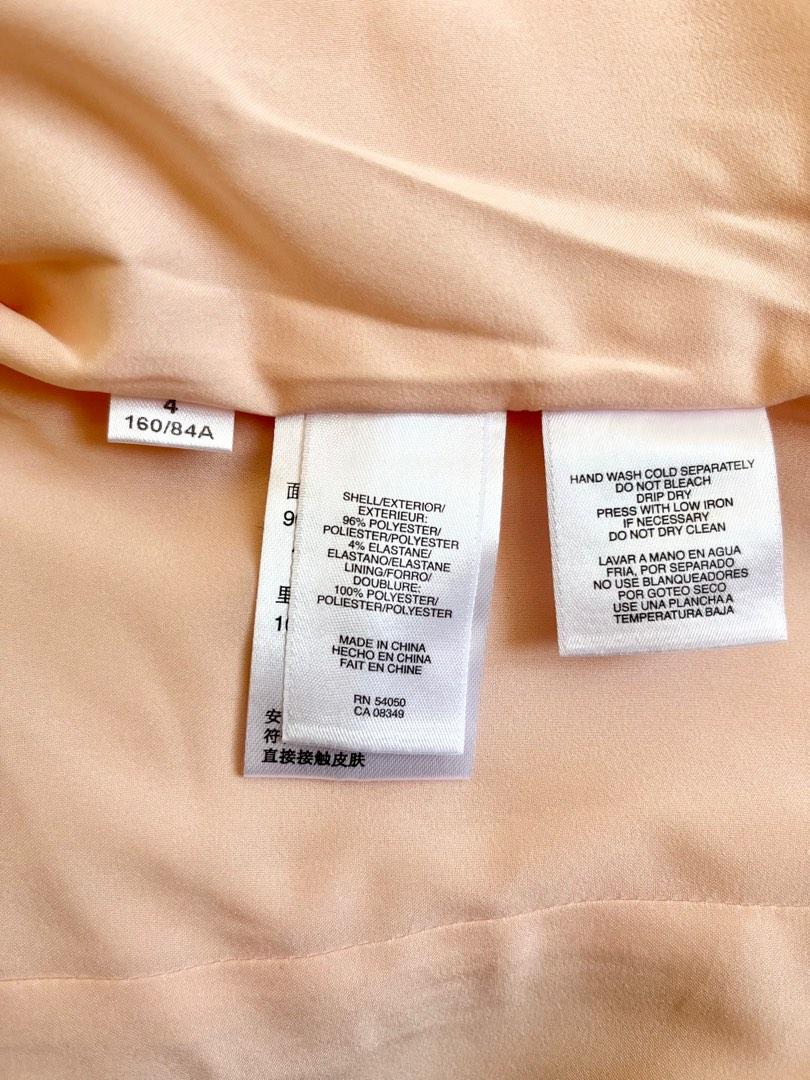 4
160/84A
面
9
里
10
安
符
直接接触皮肤
SHELL/EXTERIOR/
EXTERIEUR:
96% POLYESTER/
POLIESTER/POLYESTER
4% ELASTANE/
ELASTANO/ELASTANE
LINING/FORRO/
DOUBLURE:
100% POLYESTER/
POLIESTER/POLYESTER
MADE IN CHINA
HECHO EN CHINA
FAIT EN CHINE
RN 54050
CA 08349
HAND WASH COLD SEPARATELY
DO NOT BLEACH
DRIP DRY
PRESS WITH LOW IRON
IF NECESSARY
DO NOT DRY CLEAN
LAVAR A MANO EN AGUA
FRIA, POR SEPARADO
NO USE BLANQUEADORES
POR GOTEO SECO
USE UNA PLANCHA A
TEMPERATURA BAJA